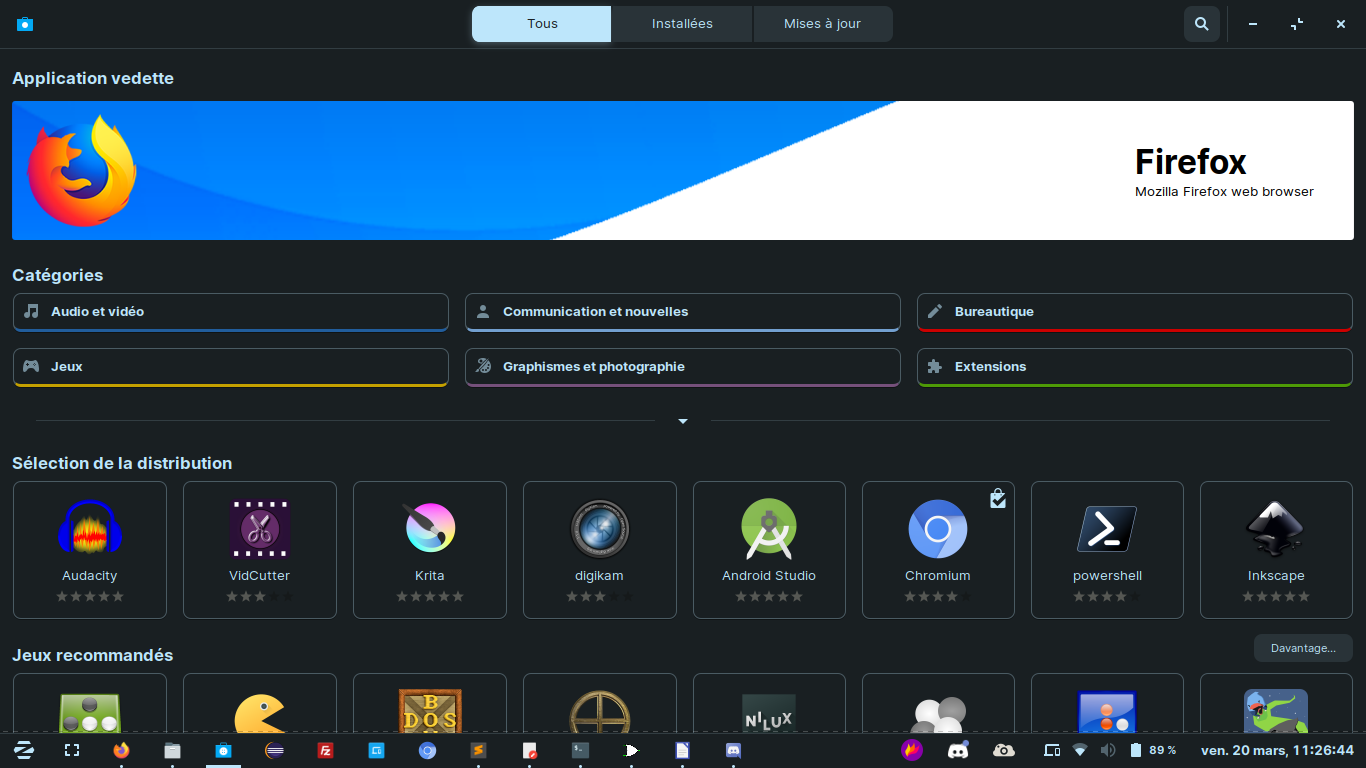 Tous
Installées
Mises à jour
Application vedette
Firefox
Mozilla Firefox web browser
Catégories
Audio et vidéo
Communication et nouvelles
Bureautique
Jeux
Graphismes et photographie
Extensions
Sélection de la distribution
Audacity
VidCutter
Krita
digikam
Android Studio
Chromium
powershell
Inkscape
Jeux recommandés
Davantage...
B
DOS
NILUX
Fz
89 %
ven. 20 mars, 11:26:44